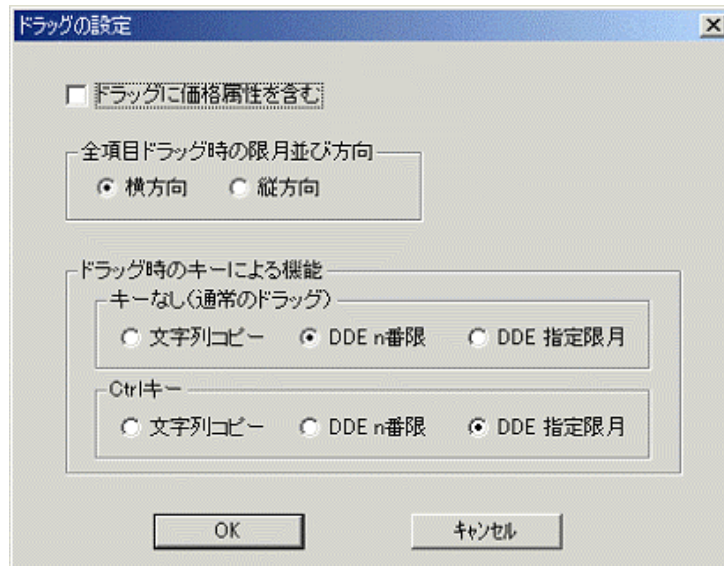 ドラッグの設定
ドラッグに価格属性を含む
全項目ドラッグ時の限月並び方向
横方向 縦方向
ドラッグ時のキーによる機能
キーなし(通常のドラッグ)
文字列コピー DDE n番限 DDE 指定限月
Ctrlキー
文字列コピー DDE n番限 DDE 指定限月
OK キャンセル